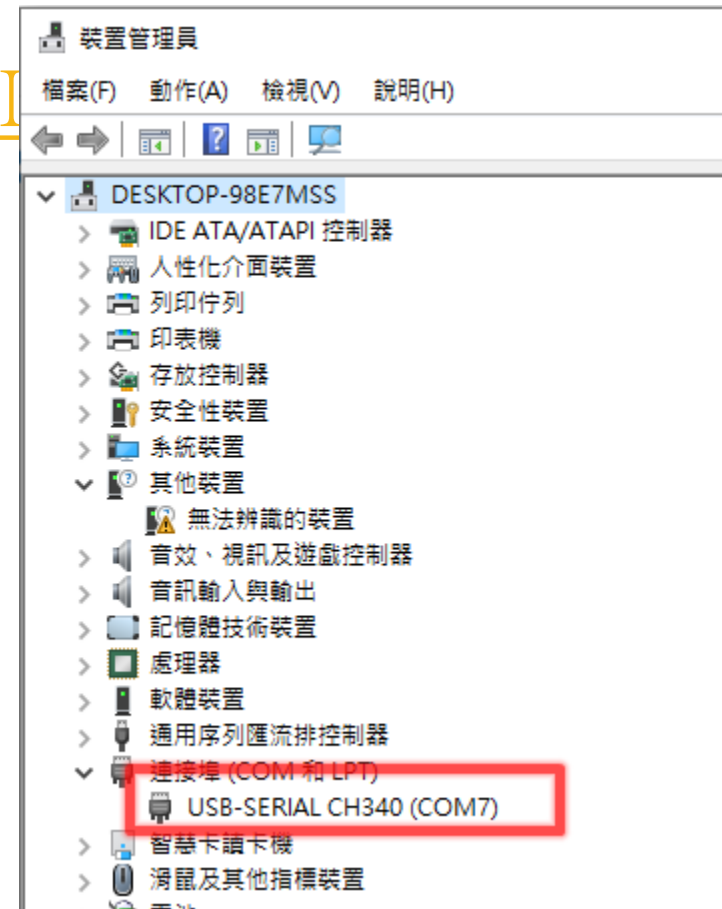 裝置管理員
檔案(F) 動作(A) 檢視(V) 說明(H)
DESKTOP-98E7MSS
IDE ATA/ATAPI 控制器
人性化介面裝置
列印佇列
印表機
存放控制器
安全性裝置
系統裝置
其他裝置
無法辨識的裝置
音效、視訊及遊戲控制器
音訊輸入與輸出
記憶體技術裝置
處理器
軟體裝置
通用序列匯流排控制器
連接埠 (COM 和 LPT)
USB-SERIAL CH340 (COM7)
智慧卡讀卡機
滑鼠及其他指標裝置